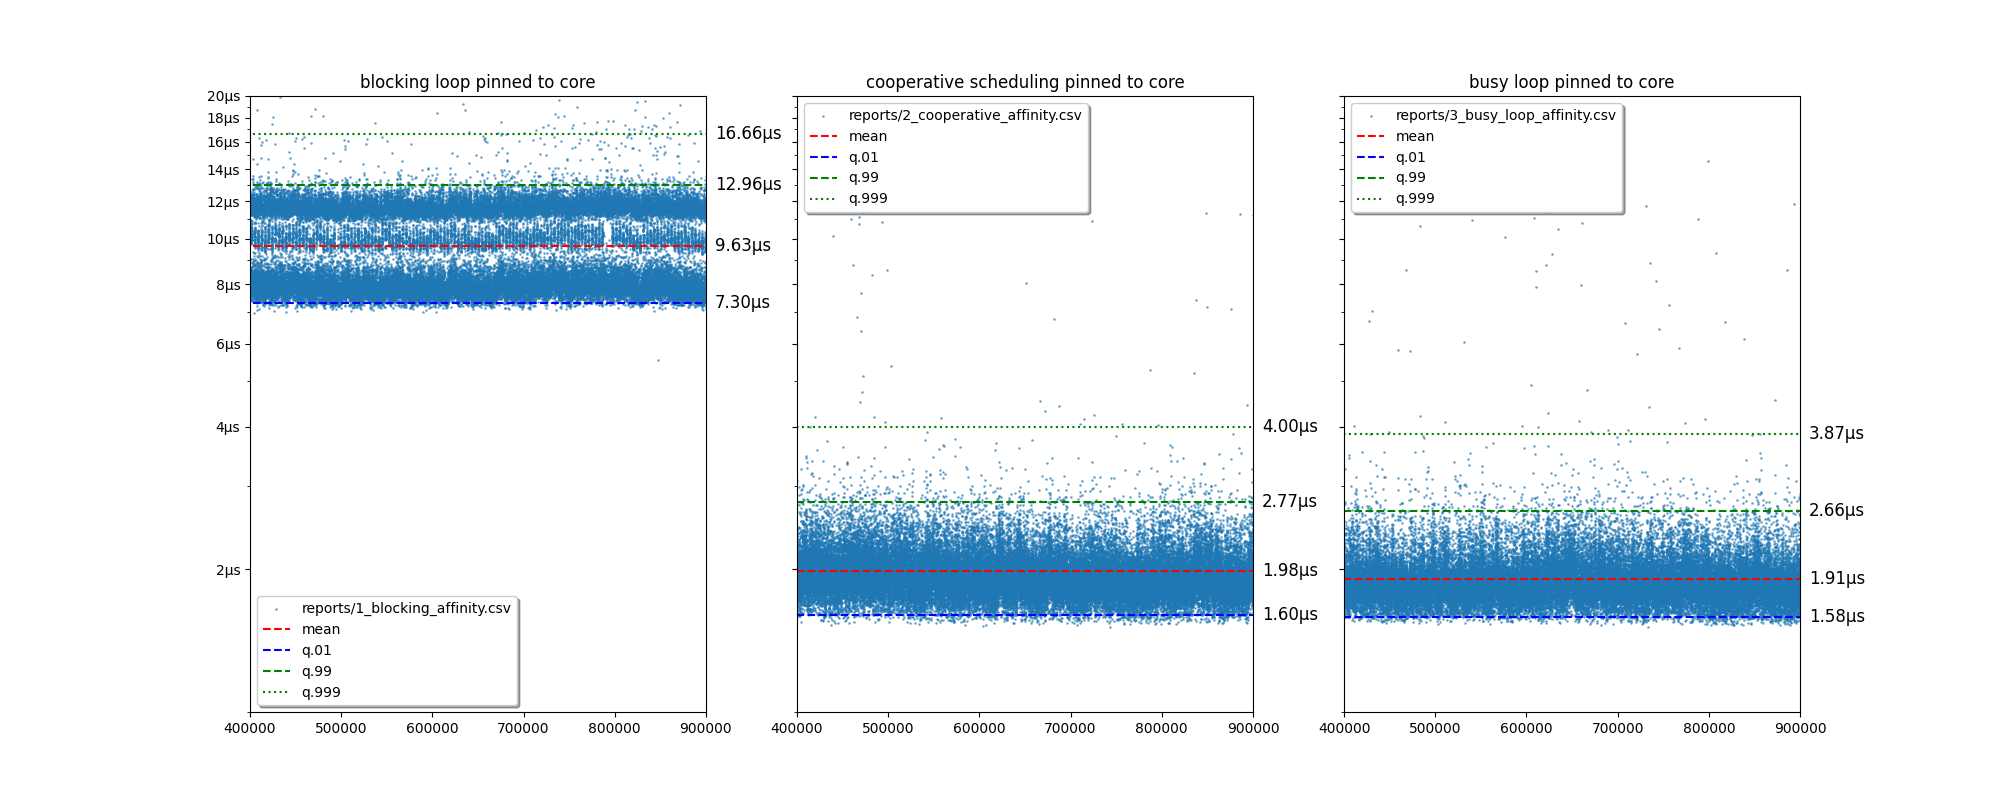 blocking loop pinned to core
20µs
18µs
16µs
14µs
12µs
10µs
8µs
6µs
4µs
2µs
16.66µs
12.96µs
9.63µs
7.30µs
reports/1_blocking_affinity.csv
mean
q.01
q.99
q.999
400000 500000 600000 700000 800000 900000
cooperative scheduling pinned to core
reports/2_cooperative_affinity.csv
mean
q.01
q.99
q.999
4.00µs
2.77µs
1.98µs
1.60µs
400000 500000 600000 700000 800000 900000
busy loop pinned to core
reports/3_busy_loop_affinity.csv
mean
q.01
q.99
q.999
3.87µs
2.66µs
1.91µs
1.58µs
400000 500000 600000 700000 800000 900000